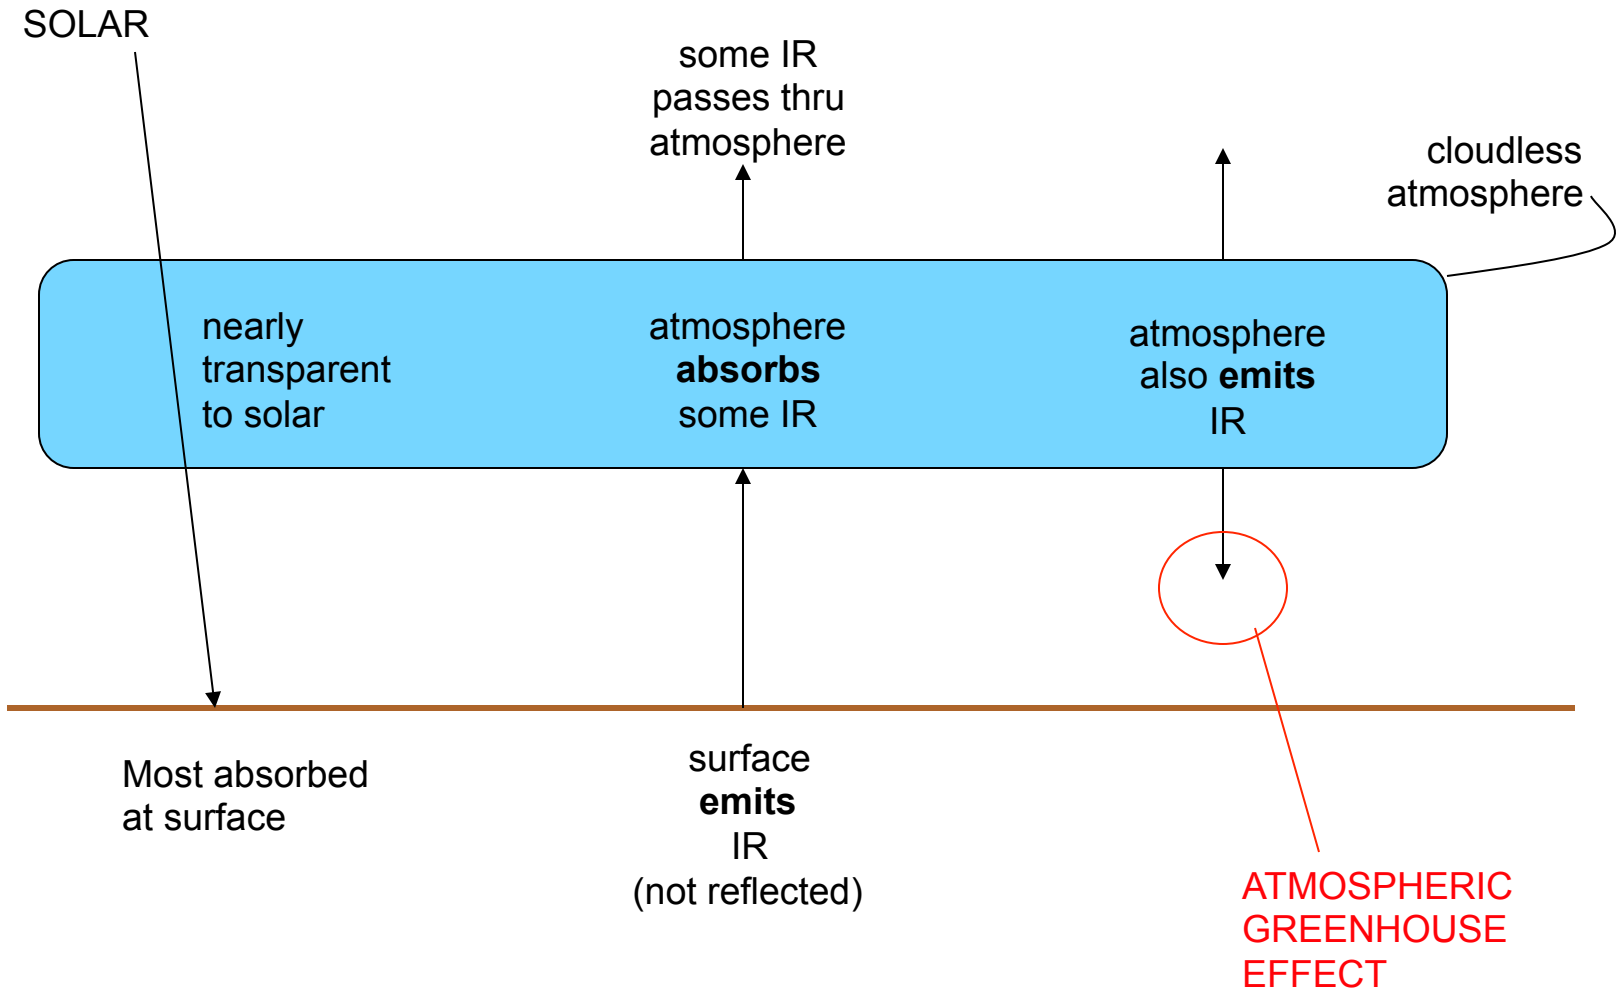 SOLAR
some IR
passes thru
atmosphere
cloudless
atmosphere
nearly
transparent
to solar
atmosphere
absorbs
some IR
atmosphere
also emits
IR
Most absorbed
at surface
surface
emits
IR
(not reflected)
ATMOSPHERIC
GREENHOUSE
EFFECT